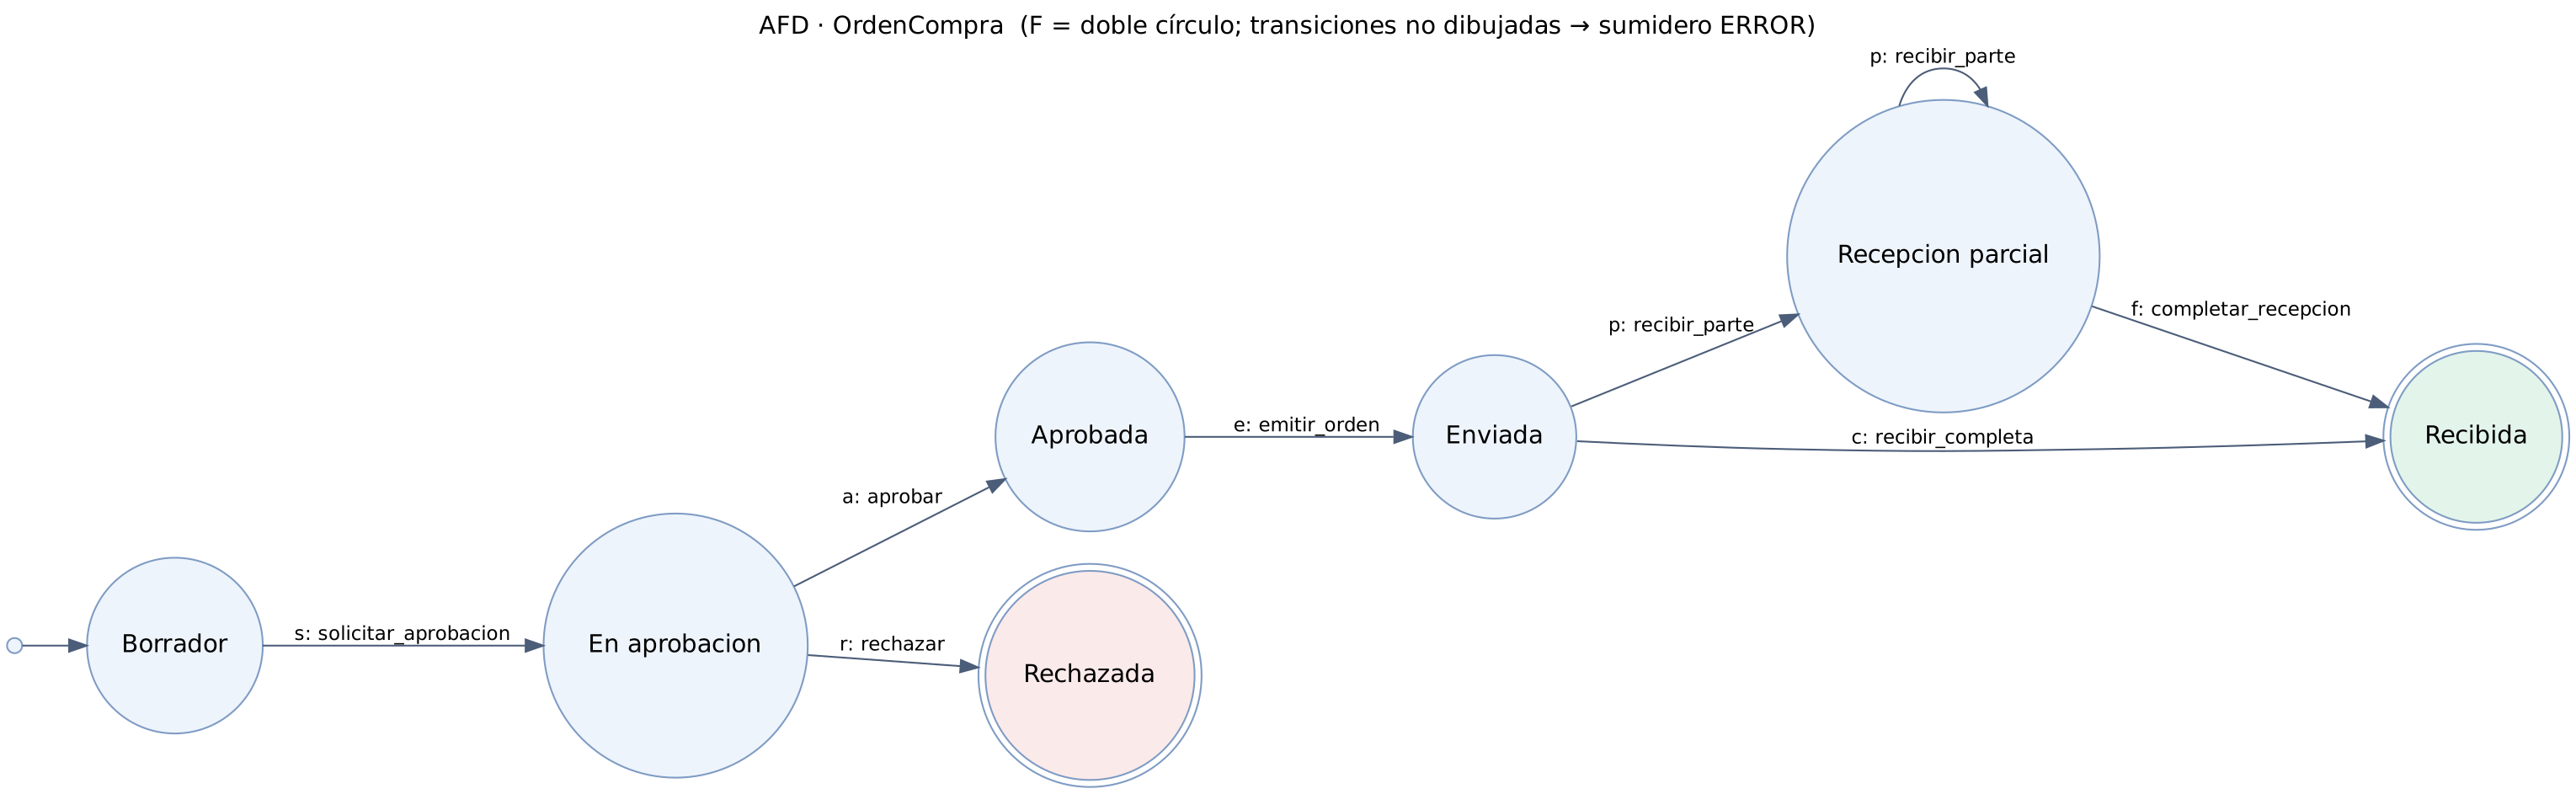 AFD · OrdenCompra  (F = doble círculo; transiciones no dibujadas → sumidero ERROR)
p: recibir_parte
Recepcion parcial
f: completar_recepcion
p: recibir_parte
a: aprobar
Aprobada
e: emitir_orden
Enviada
c: recibir_completa
Recibida
Borrador
s: solicitar_aprobacion
En aprobacion
r: rechazar
Rechazada